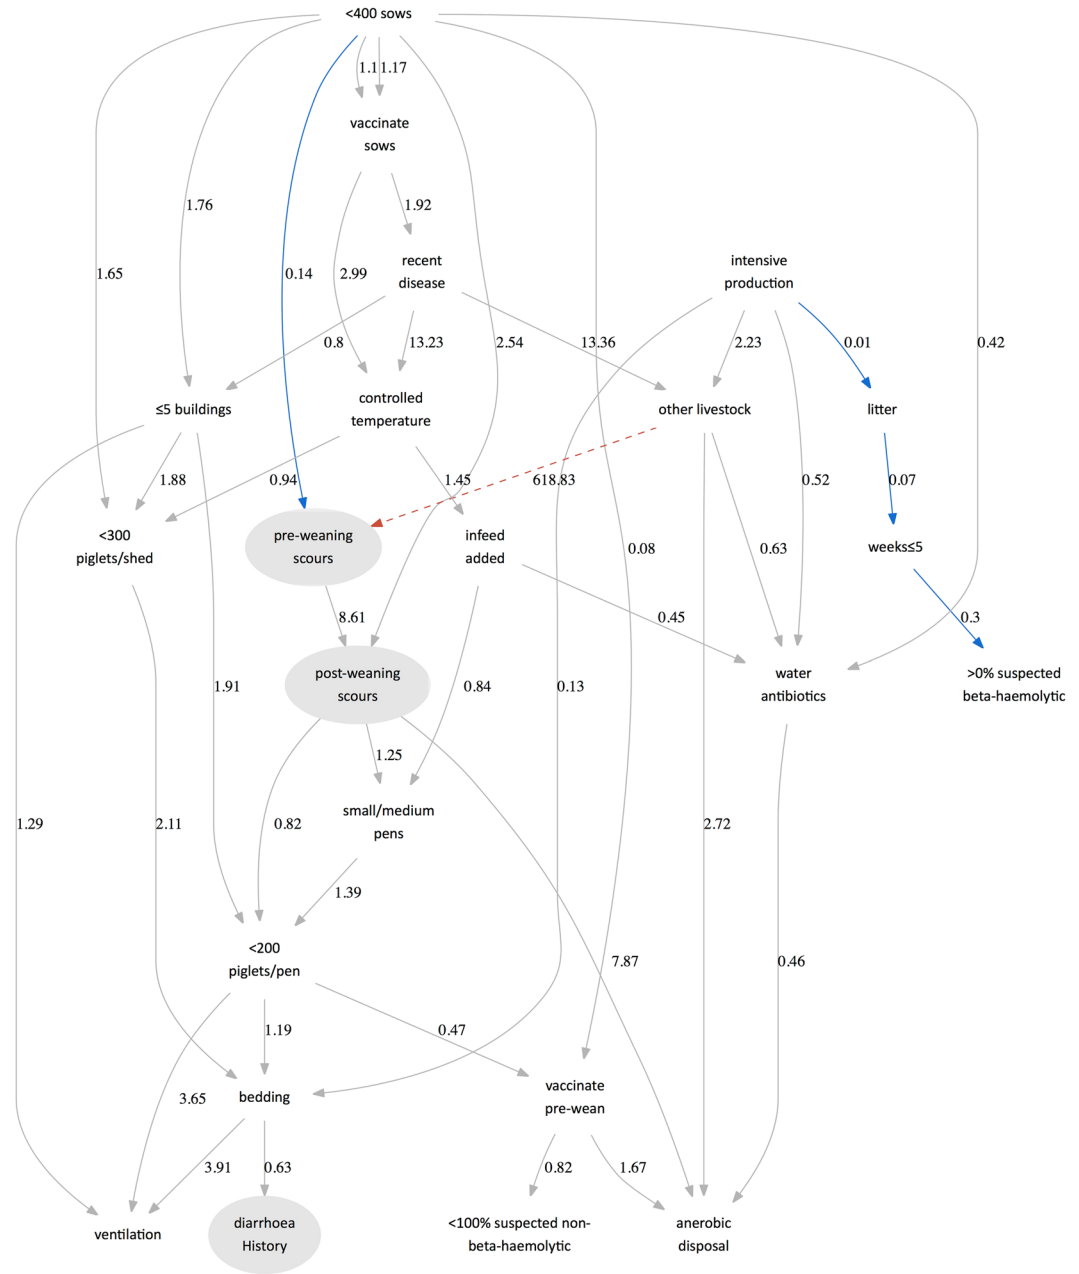 <400 sows
1.11.17
vaccinate
sows
1.76
1.92
1.65
0.14
2.99
recent
disease
intensive
production
0.8
13.23
2.54
13.36
2.23
0.01
0.42
≤5 buildings
controlled
temperature
other livestock
litter
1.88
0.94
1.45
618.83
0.52
0.07
<300
piglets/shed
pre-weaning
scours
infeed
added
0.08
0.63
weeks≤5
8.61
0.45
0.3
1.91
post-weaning
scours
0.84
0.13
water
antibiotics
>0% suspected
beta-haemolytic
1.25
1.29
2.11
0.82
small/medium
pens
2.72
1.39
<200
piglets/pen
7.87
0.46
1.19
0.47
3.65
bedding
vaccinate
pre-wean
3.91
0.63
0.82
1.67
ventilation
diarrhoea
History
<100% suspected non-
beta-haemolytic
anerobic
disposal